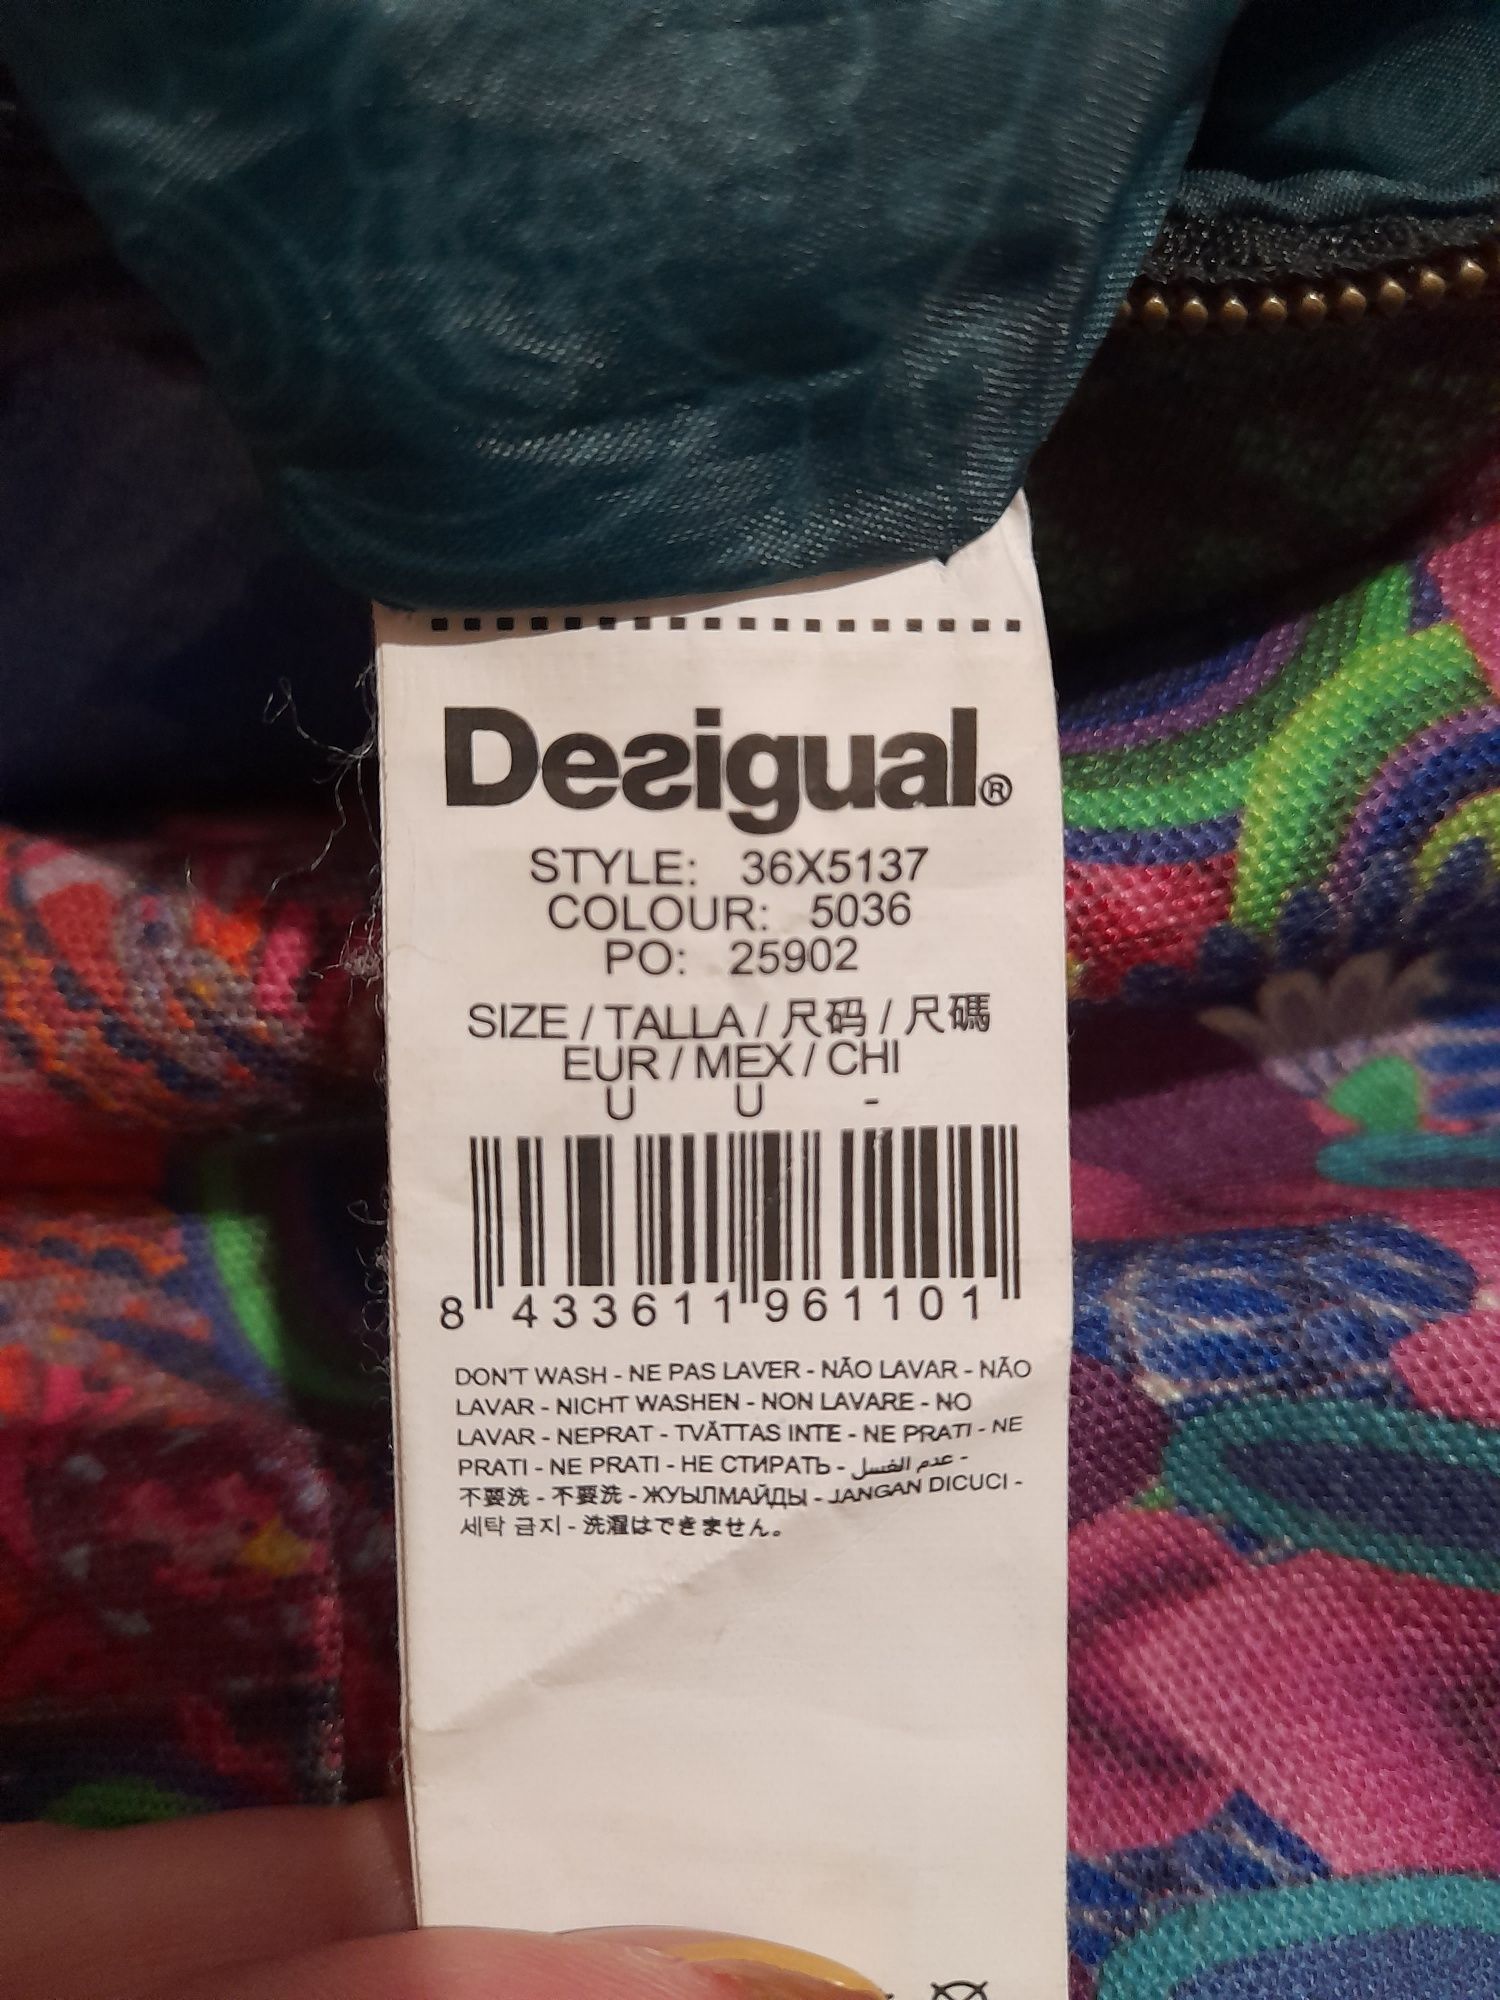 Desigual®
STYLE: 36X5137
COLOUR: 5036
PO: 25902
SIZE / TALLA / 尺码 / 尺碼
EUR / MEX / CHI
U U -
8 433611 961101
DON'T WASH - NE PAS LAVER - NÃO LAVAR - NÃO
LAVAR - NICHT WASHEN - NON LAVARE - NO
LAVAR - NEPRAT - TVÄTTAS INTE - NE PRATI - NE
PRATI - NE PRATI - НЕ СТИРАТЬ - عدم الغسل -
不要洗 - 不要洗 - ЖУЫЛМАЙДЫ - JANGAN DICUCI -
세탁 금지 - 洗濯はできません。